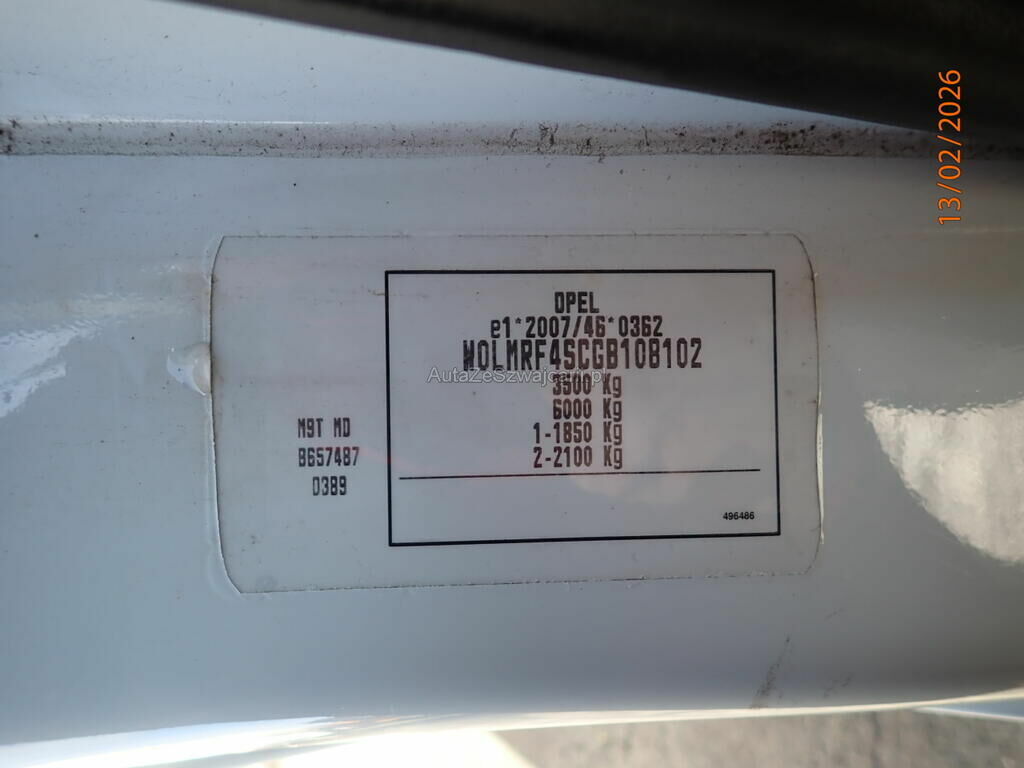 13/02/2026
OPEL
e1*2007/46*0362
W0LMRF4SCGB108102
AutaZeSzwajcarii.pl
3500 Kg
6000 Kg
1-1850 Kg
2-2100 Kg
M9T MD
B657487
0389
496486